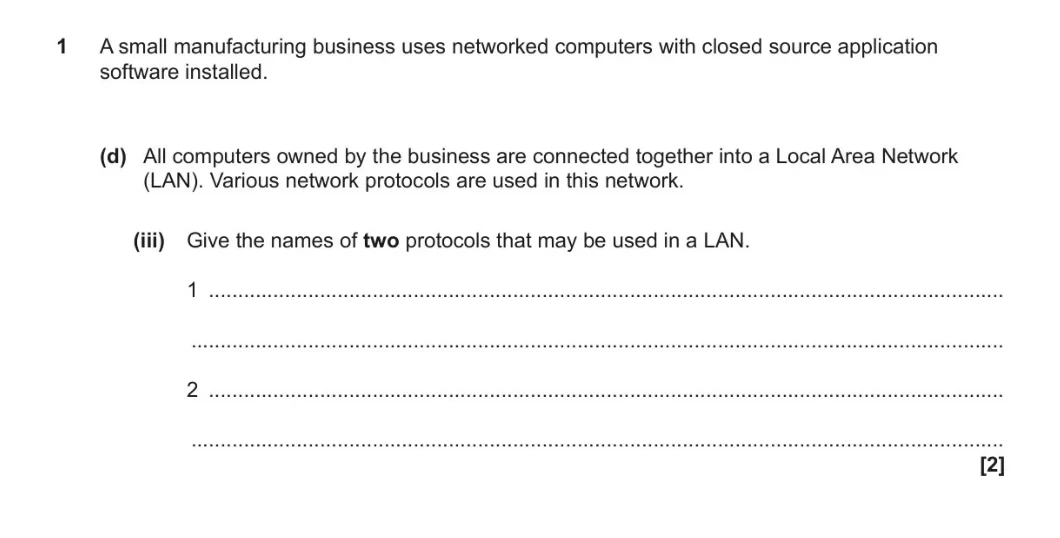 1 A small manufacturing business uses networked computers with closed source application
software installed.
(d) All computers owned by the business are connected together into a Local Area Network
(LAN). Various network protocols are used in this network.
(iii) Give the names of two protocols that may be used in a LAN.
1 ..........................................................................................................................................
..........................................................................................................................................
2 ..........................................................................................................................................
..........................................................................................................................................
[2]